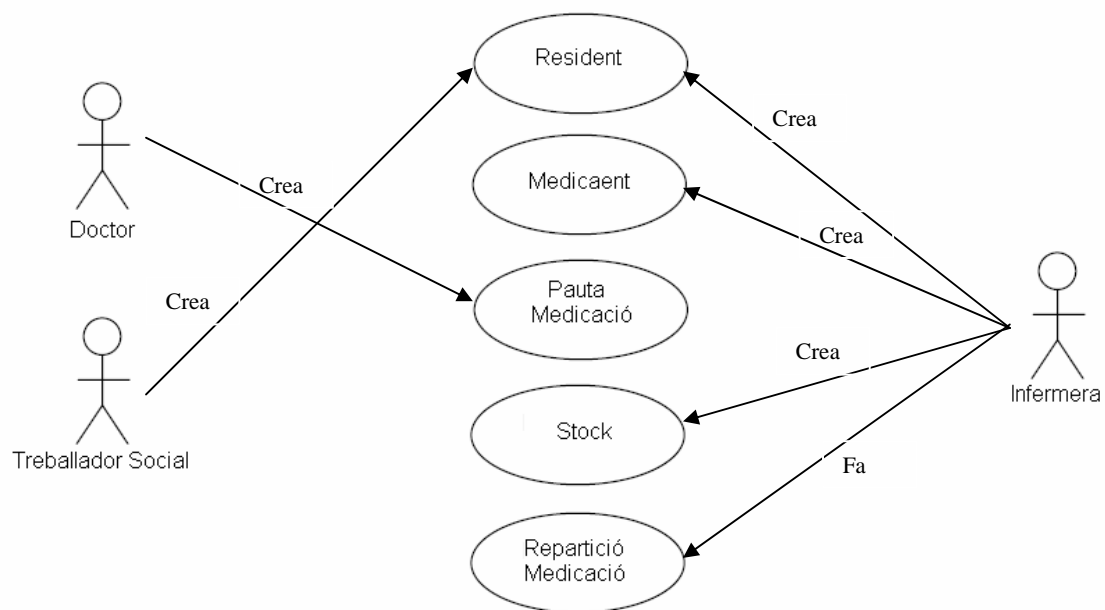 Resident
Crea
Medicaent
Crea
Doctor
Crea
Pauta
Medicació
Crea
Crea
Infermera
Stock
Treballador Social
Fa
Repartició
Medicació